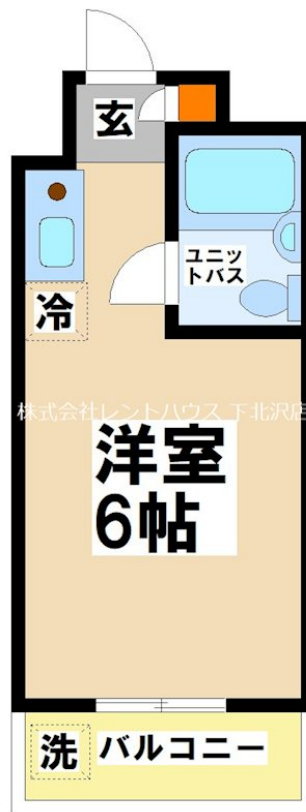 玄
ユニッ
トバス
冷
株式会社レントハウス 下北沢店
洋室
6帖
洗 バルコニー